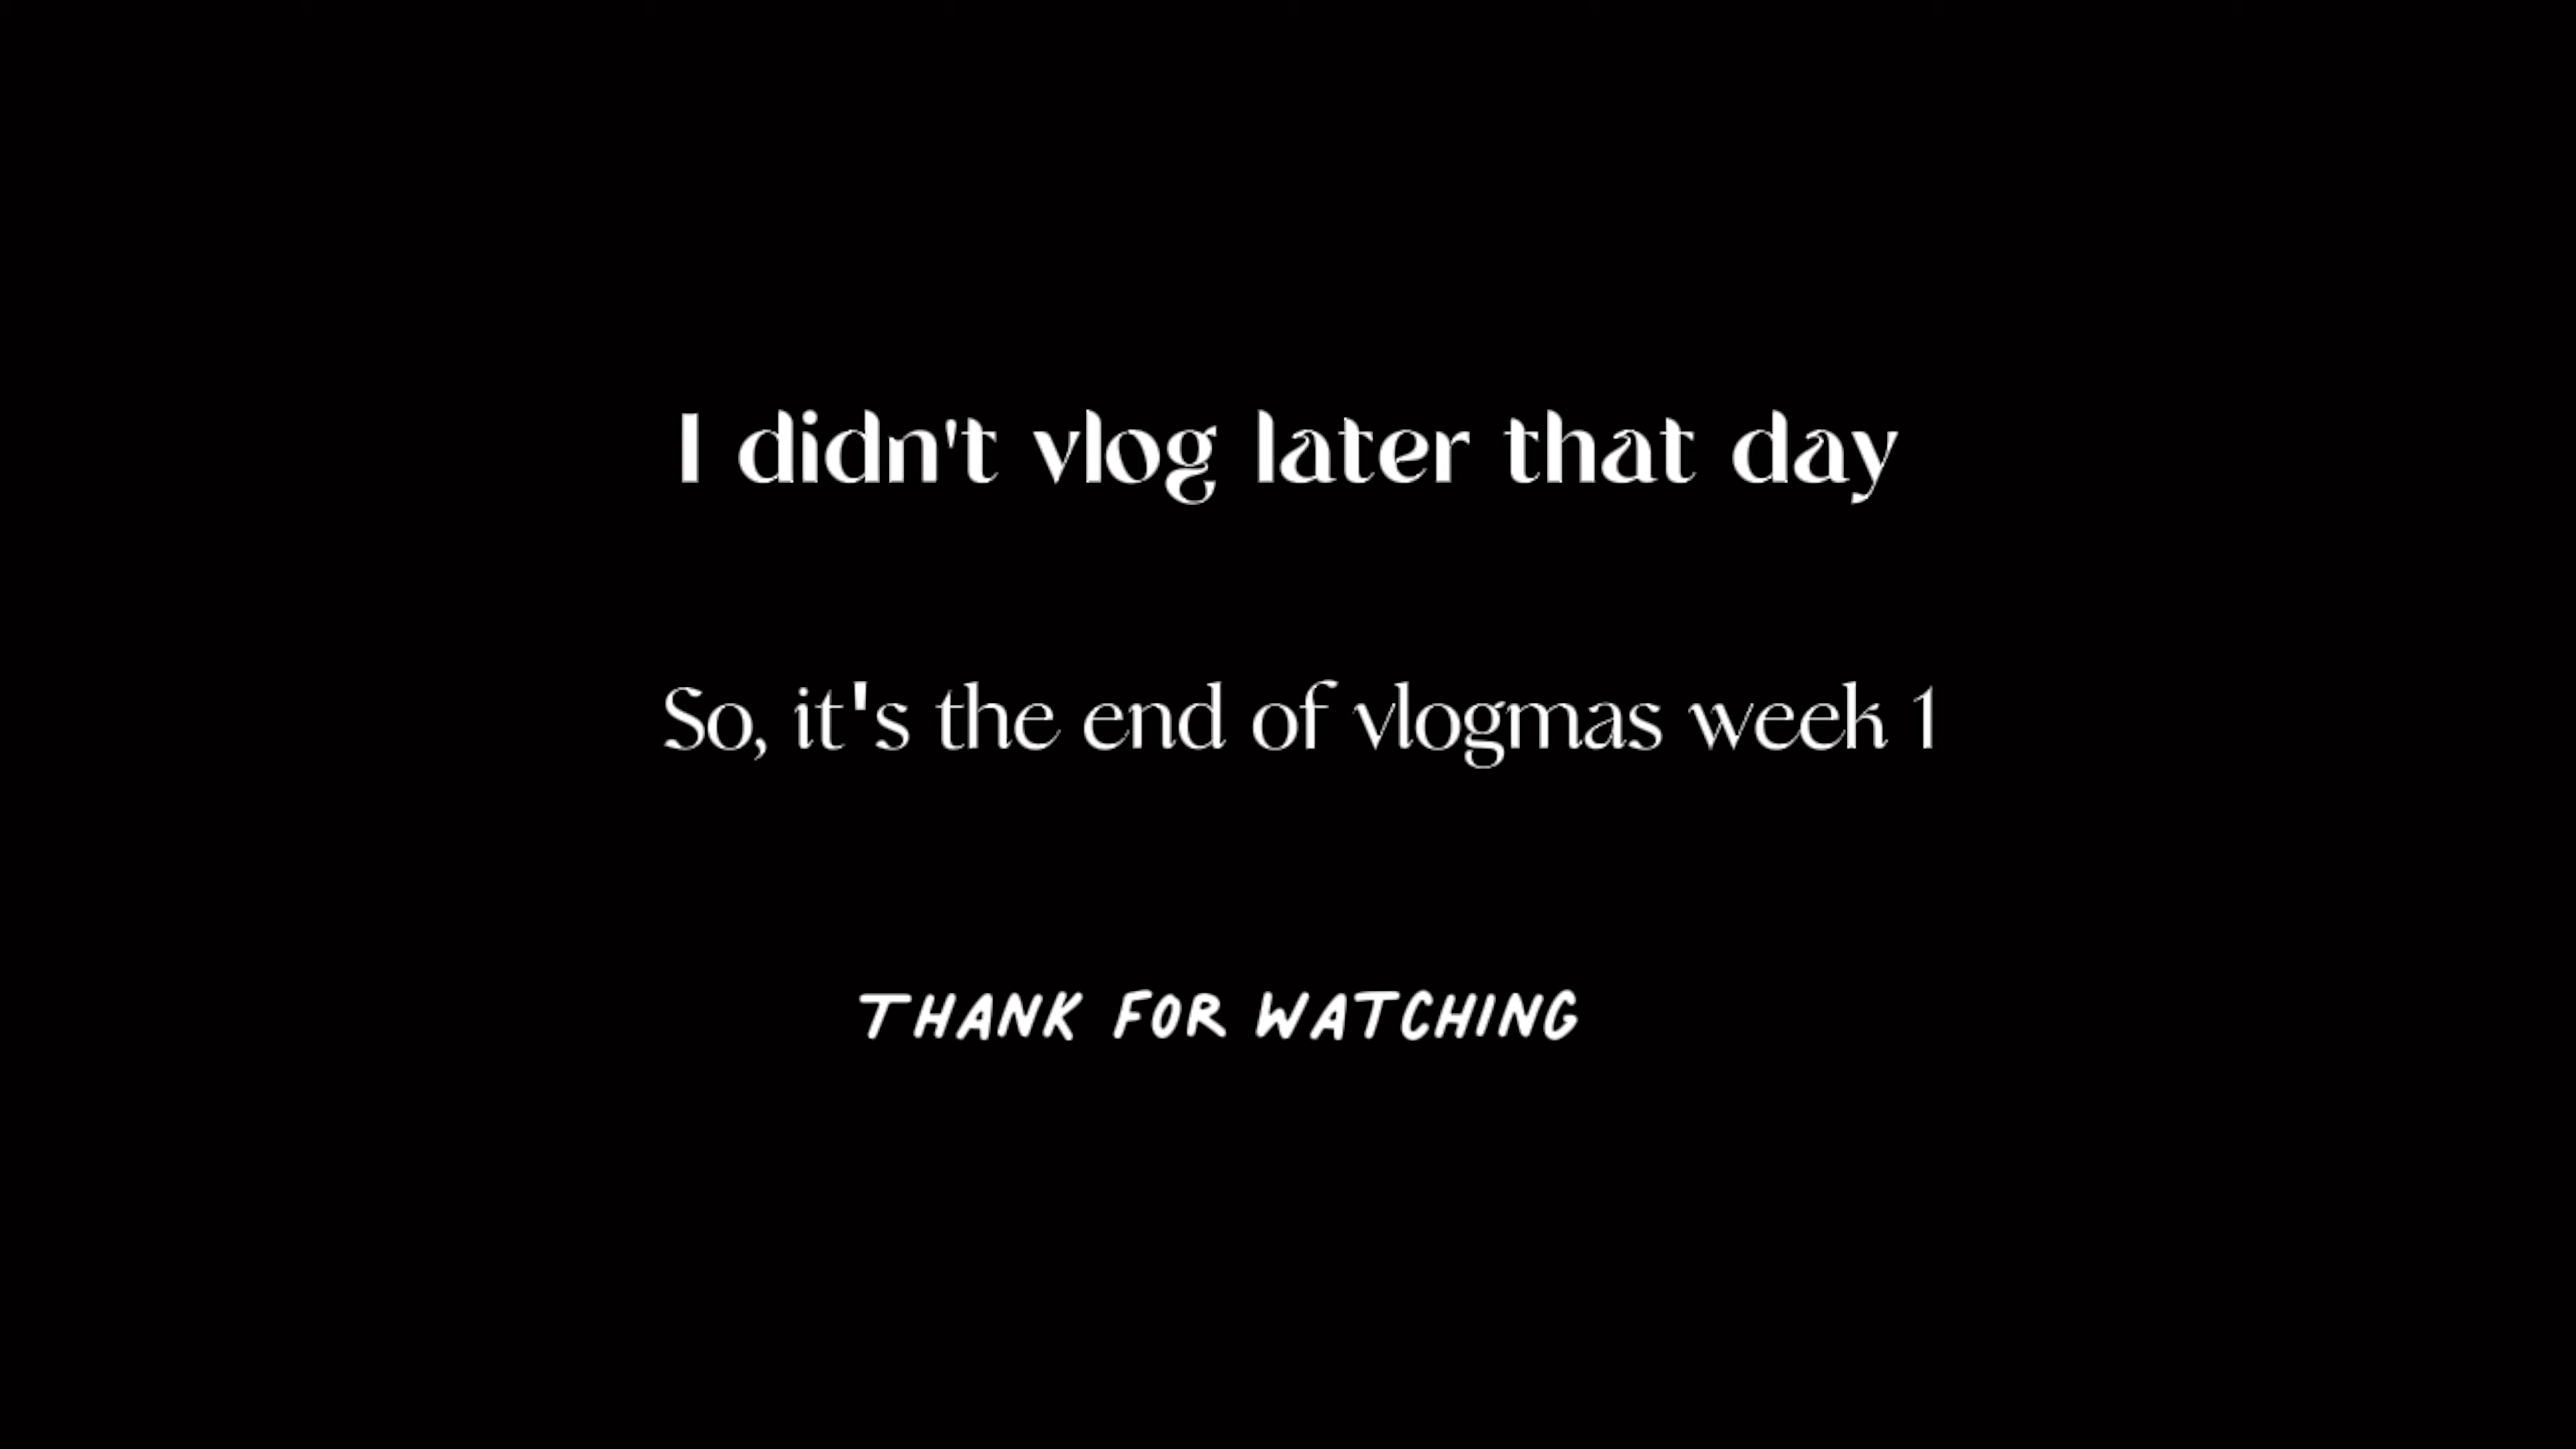 I didn't vlog later that day
So, it's the end of vlogmas week 1
THANK FOR WATCHING